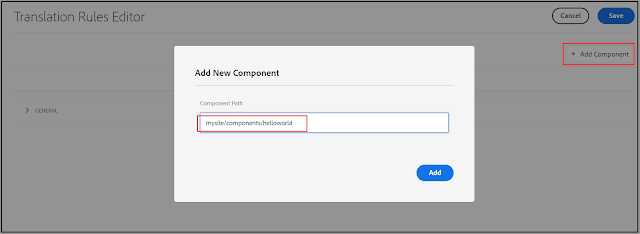 Translation Rules Editor
Cancel
Save
+ Add Component
Add New Component
Component Path
mysite/components/helloworld
GENERAL
Add